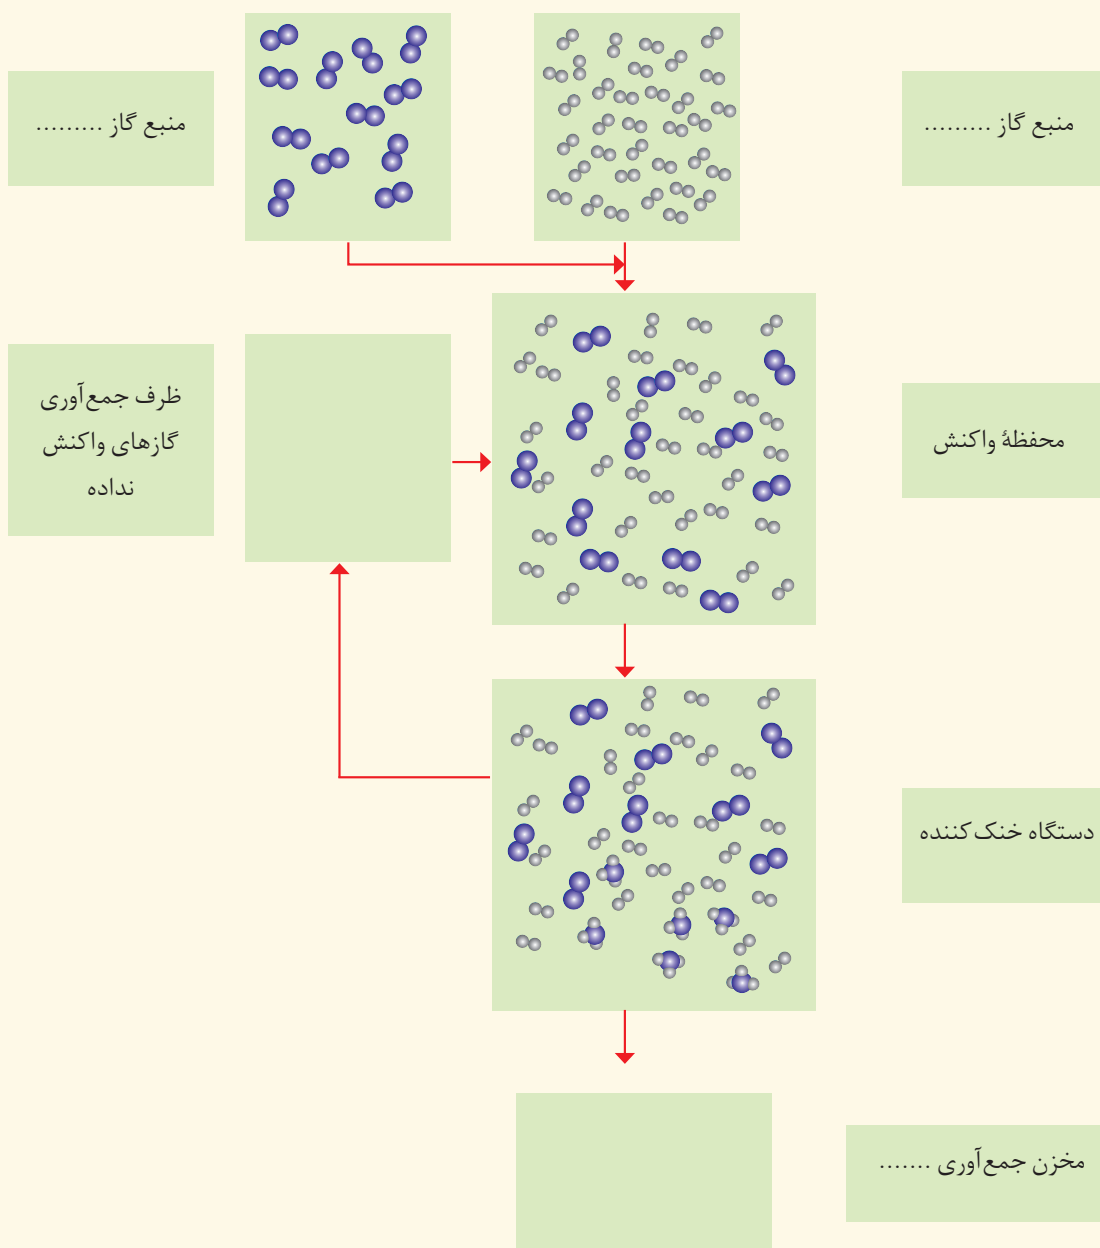 منبع گاز .........
منبع گاز .........
محفظهٔ واکنش
ظرف جمع‌آوری
گازهای واکنش
نداده
دستگاه خنک‌کننده
مخزن جمع‌آوری .......